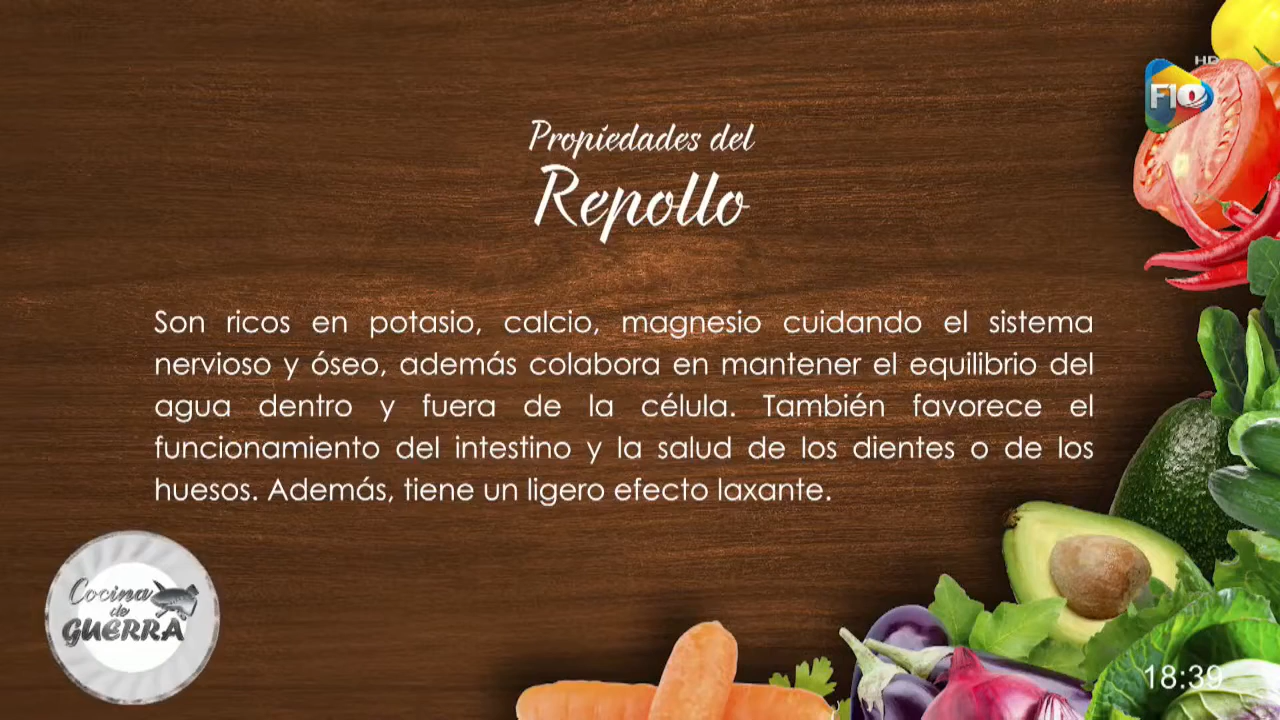 HD
F10
Propiedades del
Repollo
Son ricos en potasio, calcio, magnesio cuidando el sistema
nervioso y óseo, además colabora en mantener el equilibrio del
agua dentro y fuera de la célula. También favorece el
funcionamiento del intestino y la salud de los dientes o de los
huesos. Además, tiene un ligero efecto laxante.
Cocina
de
GUERRA
18:39